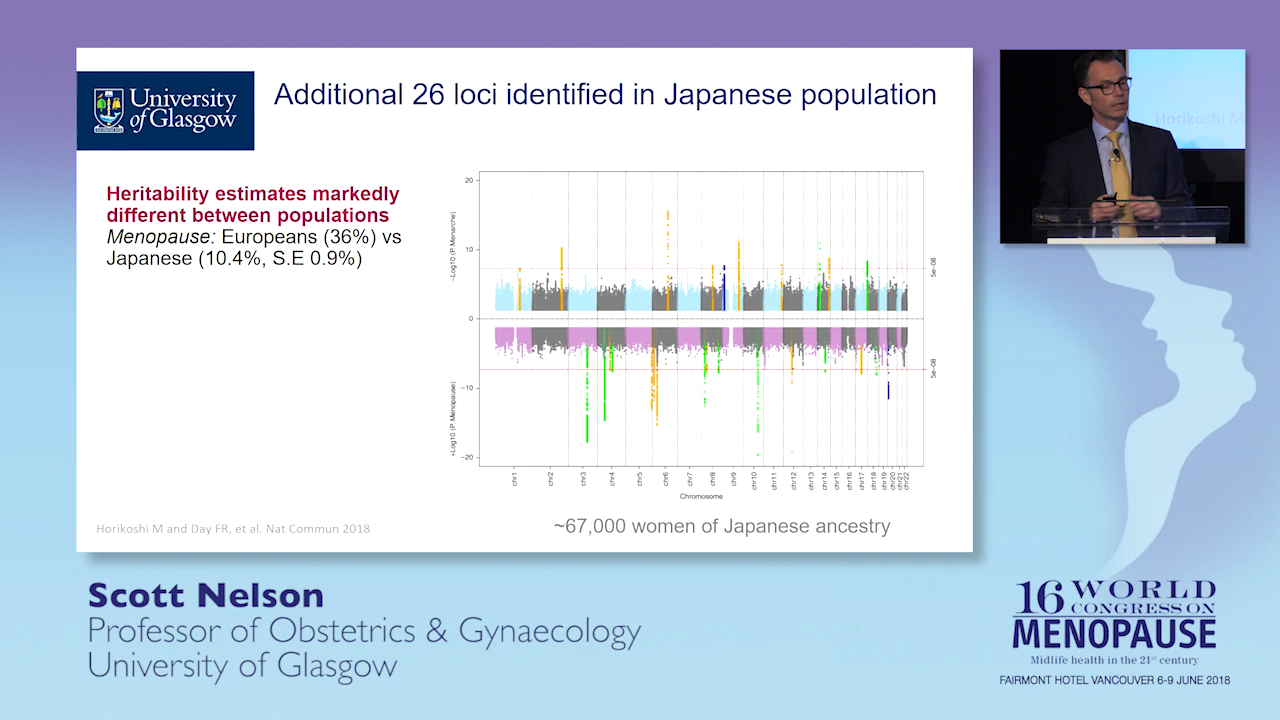 University
of Glasgow
Additional 26 loci identified in Japanese population
Heritability estimates markedly
different between populations
Menopause: Europeans (36%) vs
Japanese (10.4%, S.E 0.9%)
20
10
0
−10
−20
−Log10 (P. Menarche)
+Log10 (P. Menopause)
5e−08
5e−08
chr1
chr2
chr3
chr4
chr5
chr6
chr7
chr8
chr9
chr10
chr11
chr12
chr13
chr14
chr15
chr16
chr17
chr18
chr19
chr20
chr21
chr22
Chromosome
Horikoshi M and Day FR, et al. Nat Commun 2018
~67,000 women of Japanese ancestry
Horikoshi M
Scott Nelson
Professor of Obstetrics & Gynaecology
University of Glasgow
16 WORLD
CONGRESS ON
MENOPAUSE
Midlife health in the 21st century
FAIRMONT HOTEL VANCOUVER 6-9 JUNE 2018